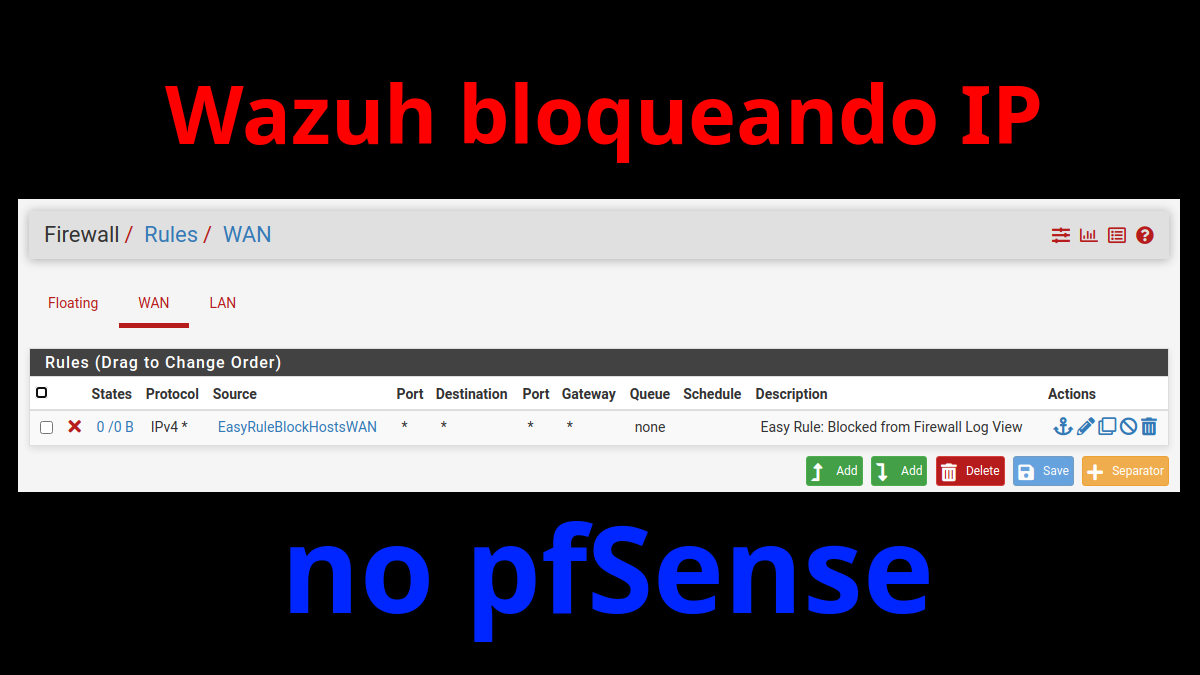 Wazuh bloqueando IP
Firewall / Rules / WAN
Floating WAN LAN
Rules (Drag to Change Order)
States Protocol Source Port Destination Port Gateway Queue Schedule Description Actions
0 /0 B IPv4 * EasyRuleBlockHostsWAN * * * * none Easy Rule: Blocked from Firewall Log View
Add Add Delete Save Separator
no pfSense